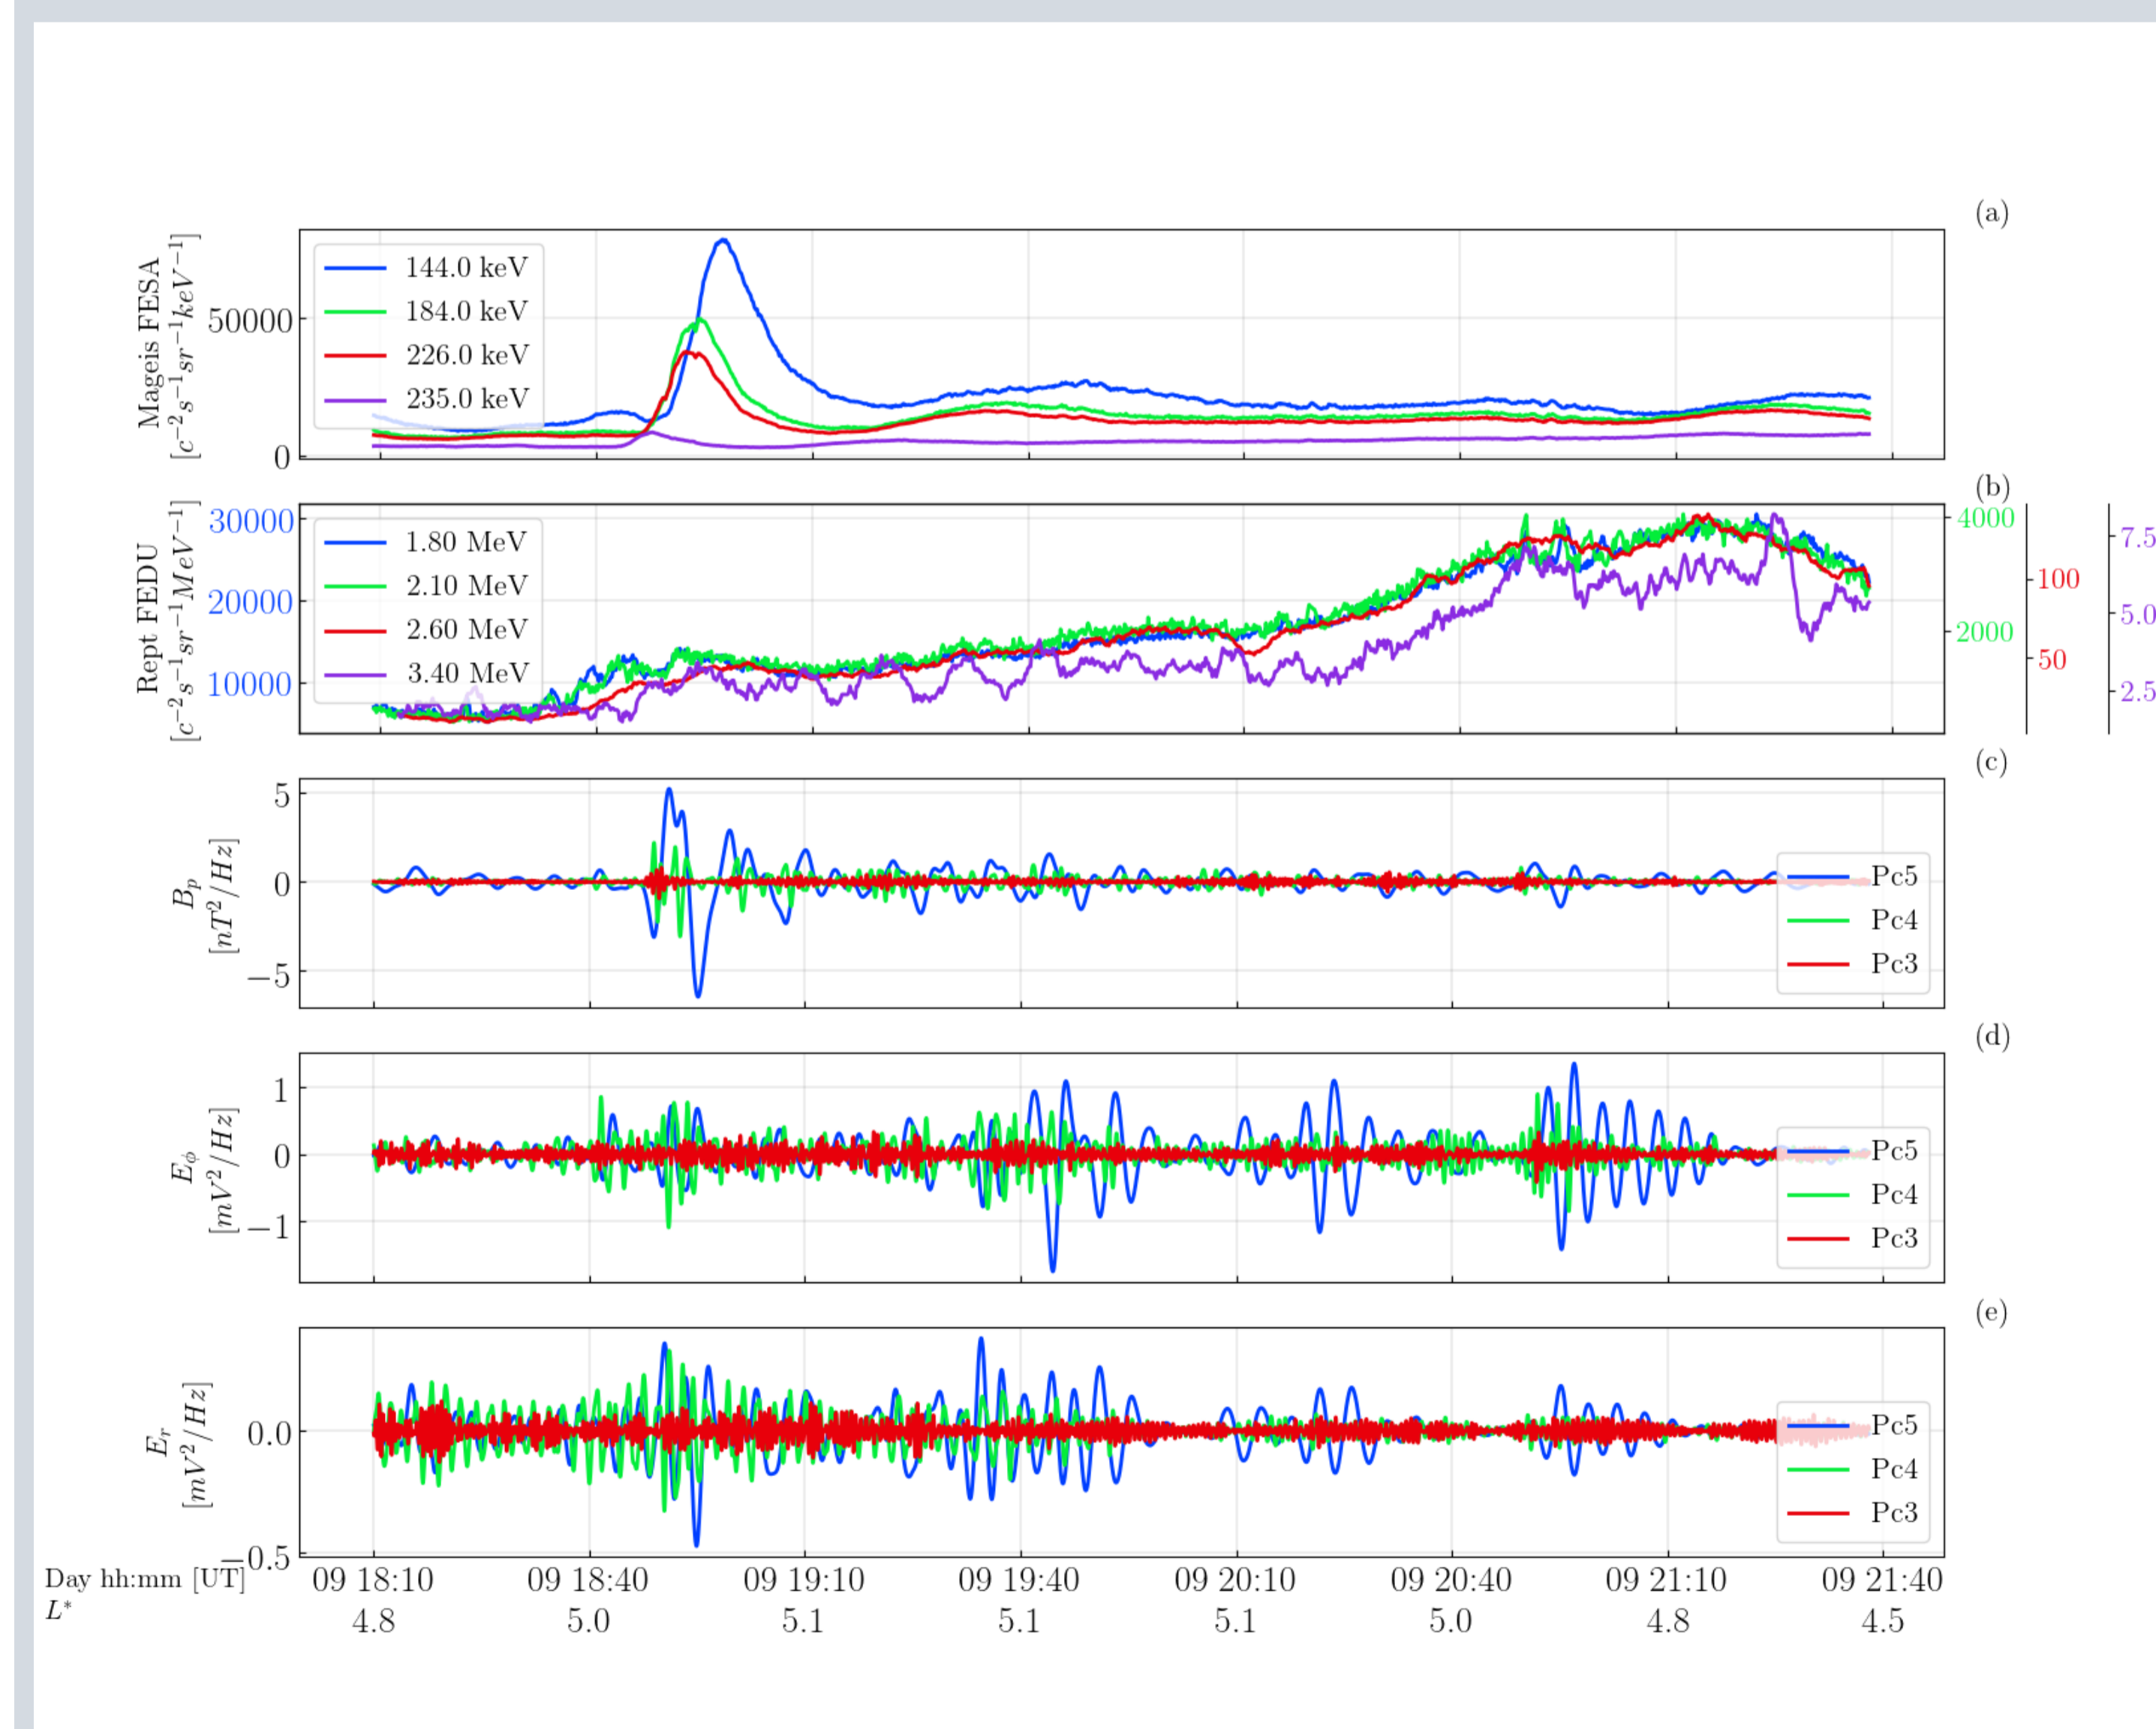 (a)
Mageis FESA
[c⁻²s⁻¹sr⁻¹keV⁻¹]
50000
0
144.0 keV
184.0 keV
226.0 keV
235.0 keV
(b)
Rept FEDU
[c⁻²s⁻¹sr⁻¹MeV⁻¹]
30000
20000
10000
1.80 MeV
2.10 MeV
2.60 MeV
3.40 MeV
4000
2000
100
50
7.5
5.0
2.5
(c)
B_p
[nT²/Hz]
5
0
−5
Pc5
Pc4
Pc3
(d)
E_ϕ
[mV²/Hz]
1
0
−1
Pc5
Pc4
Pc3
(e)
E_r
[mV²/Hz]
0.0
−0.5
Pc5
Pc4
Pc3
Day hh:mm [UT] 09 18:10 09 18:40 09 19:10 09 19:40 09 20:10 09 20:40 09 21:10 09 21:40
L* 4.8 5.0 5.1 5.1 5.1 5.0 4.8 4.5